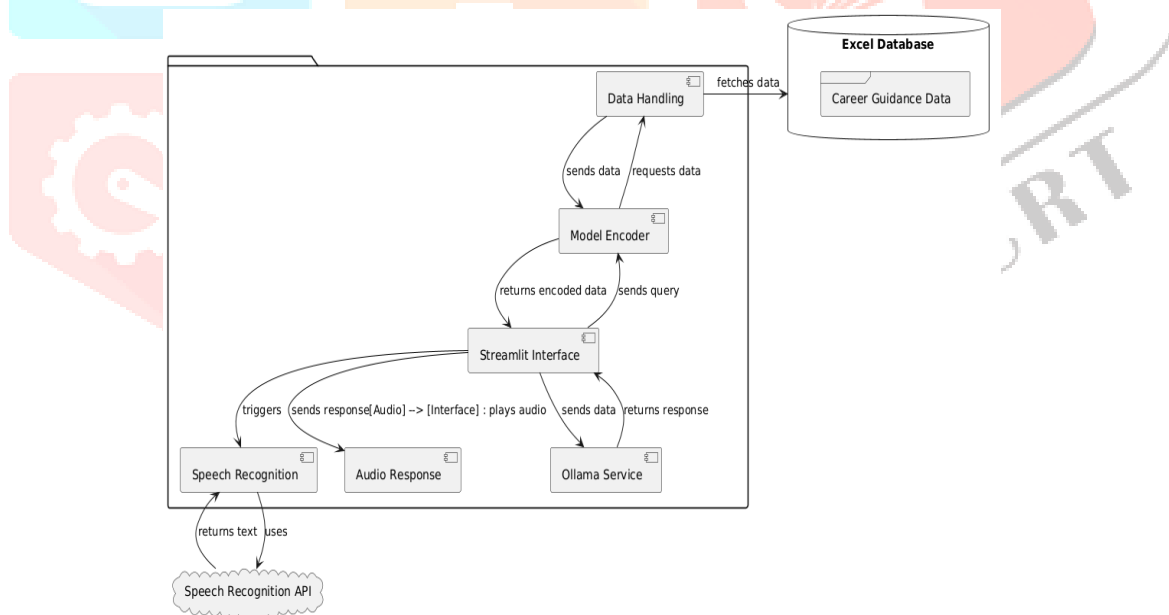 Excel Database
Data Handling
fetches data
Career Guidance Data
sends data
requests data
Model Encoder
returns encoded data
sends query
Streamlit Interface
triggers
sends response[Audio] --> [Interface] : plays audio
sends data
returns response
Speech Recognition
Audio Response
Ollama Service
returns text
uses
Speech Recognition API
RT